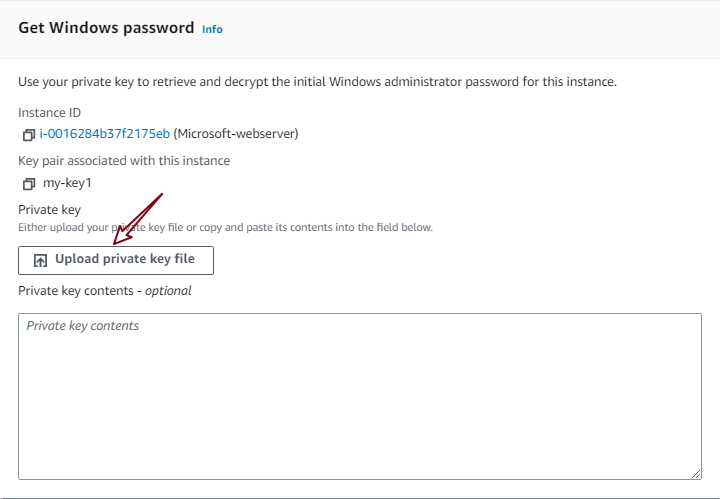 Get Windows password Info
Use your private key to retrieve and decrypt the initial Windows administrator password for this instance.
Instance ID
i-0016284b37f2175eb (Microsoft-webserver)
Key pair associated with this instance
my-key1
Private key
Either upload your private key file or copy and paste its contents into the field below.
Upload private key file
Private key contents - optional
Private key contents